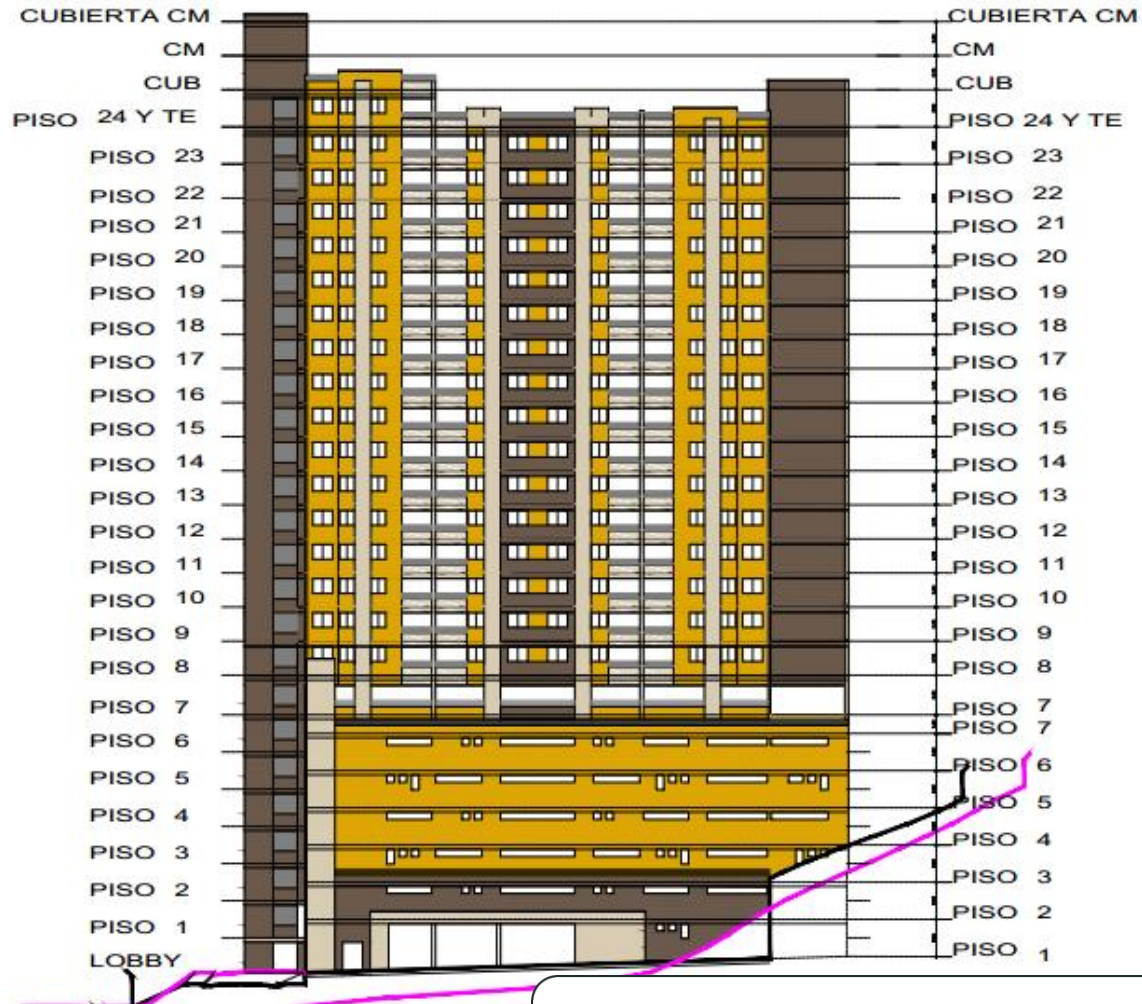 CUBIERTA CM CUBIERTA CM
CM CM
CUB CUB
PISO 24 Y TE PISO 24 Y TE
PISO 23 PISO 23
PISO 22 PISO 22
PISO 21 PISO 21
PISO 20 PISO 20
PISO 19 PISO 19
PISO 18 PISO 18
PISO 17 PISO 17
PISO 16 PISO 16
PISO 15 PISO 15
PISO 14 PISO 14
PISO 13 PISO 13
PISO 12 PISO 12
PISO 11 PISO 11
PISO 10 PISO 10
PISO 9 PISO 9
PISO 8 PISO 8
PISO 7 PISO 7
PISO 7
PISO 6 PISO 6
PISO 5 PISO 5
PISO 4 PISO 4
PISO 3 PISO 3
PISO 2 PISO 2
PISO 1 PISO 1
LOBBY